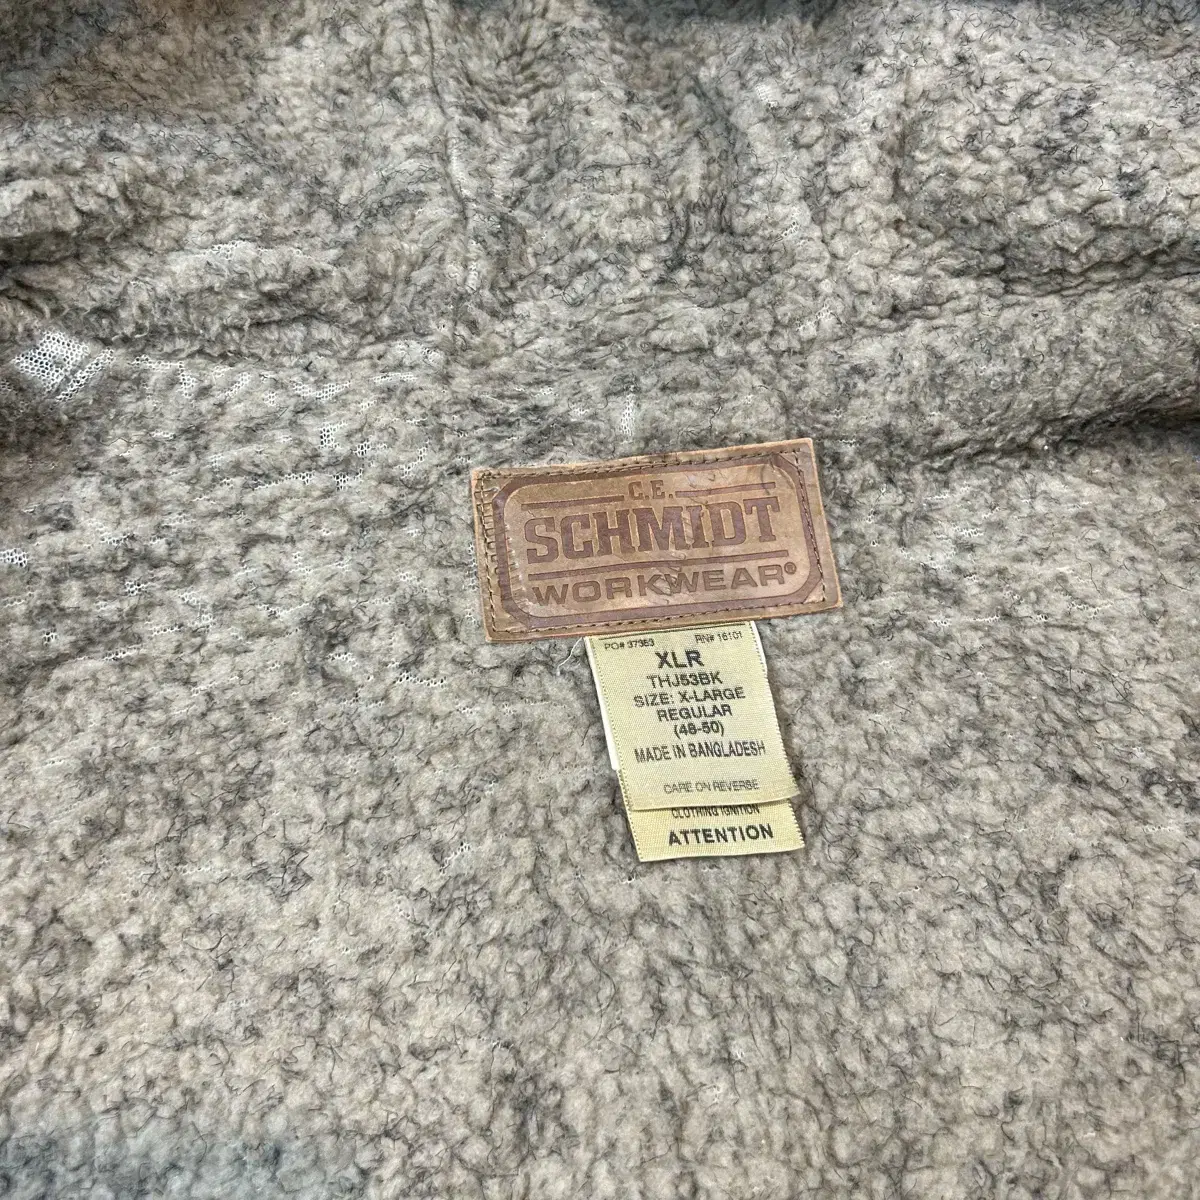 C.E.
SCHMIDT
WORKWEAR®
PO# 37353 RN# 16101
XLR
THJ53BK
SIZE: X-LARGE
REGULAR
(48-50)
MADE IN BANGLADESH
CARE ON REVERSE
CLOTHING IGNITION
ATTENTION